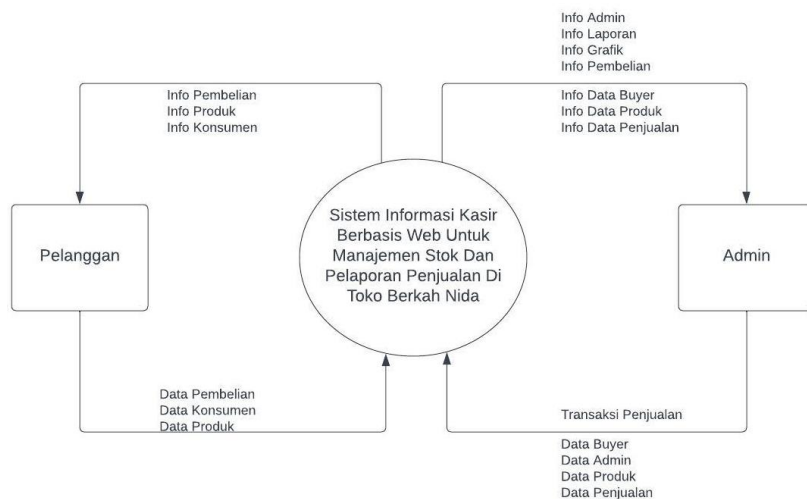 Info Admin
Info Laporan
Info Grafik
Info Pembelian
Info Pembelian
Info Produk
Info Konsumen
Info Data Buyer
Info Data Produk
Info Data Penjualan
Pelanggan
Sistem Informasi Kasir
Berbasis Web Untuk
Manajemen Stok Dan
Pelaporan Penjualan Di
Toko Berkah Nida
Admin
Data Pembelian
Data Konsumen
Data Produk
Transaksi Penjualan
Data Buyer
Data Admin
Data Produk
Data Penjualan